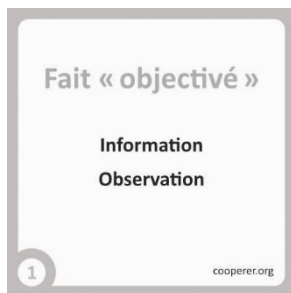 Fait « objectivé »
Information
Observation
1
cooperer.org